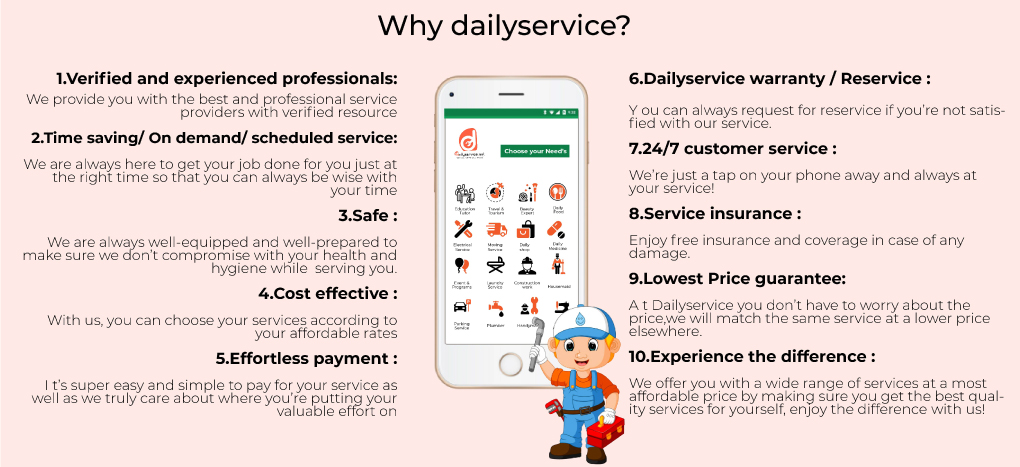 Why dailyservice?
1.Verified and experienced professionals:
We provide you with the best and professional service
providers with verified resource
2.Time saving/ On demand/ scheduled service:
We are always here to get your job done for you just at
the right time so that you can always be wise with
your time
3.Safe :
We are always well-equipped and well-prepared to
make sure we don't compromise with your health and
hygiene while serving you.
4.Cost effective :
With us, you can choose your services according to
your affordable rates
5.Effortless payment :
I t's super easy and simple to pay for your service as
well as we truly care about where you're putting your
valuable effort on
Choose your Need's
Education
Tutor
Travel &
Tourism
Beauty
Expert
Daily
Food
Electrical
Service
Moving
Service
Daily
shop
Daily
Medicine
Event &
Programs
Laundry
Service
Construction
work
Household
Parking
Service
Plumber
6.Dailyservice warranty / Reservice :
Y ou can always request for reservice if you're not satis-
fied with our service.
7.24/7 customer service :
We're just a tap on your phone away and always at
your service!
8.Service insurance :
Enjoy free insurance and coverage in case of any
damage.
9.Lowest Price guarantee:
A t Dailyservice you don't have to worry about the
price,we will match the same service at a lower price
elsewhere.
10.Experience the difference :
We offer you with a wide range of services at a most
affordable price by making sure you get the best qual-
ity services for yourself, enjoy the difference with us!